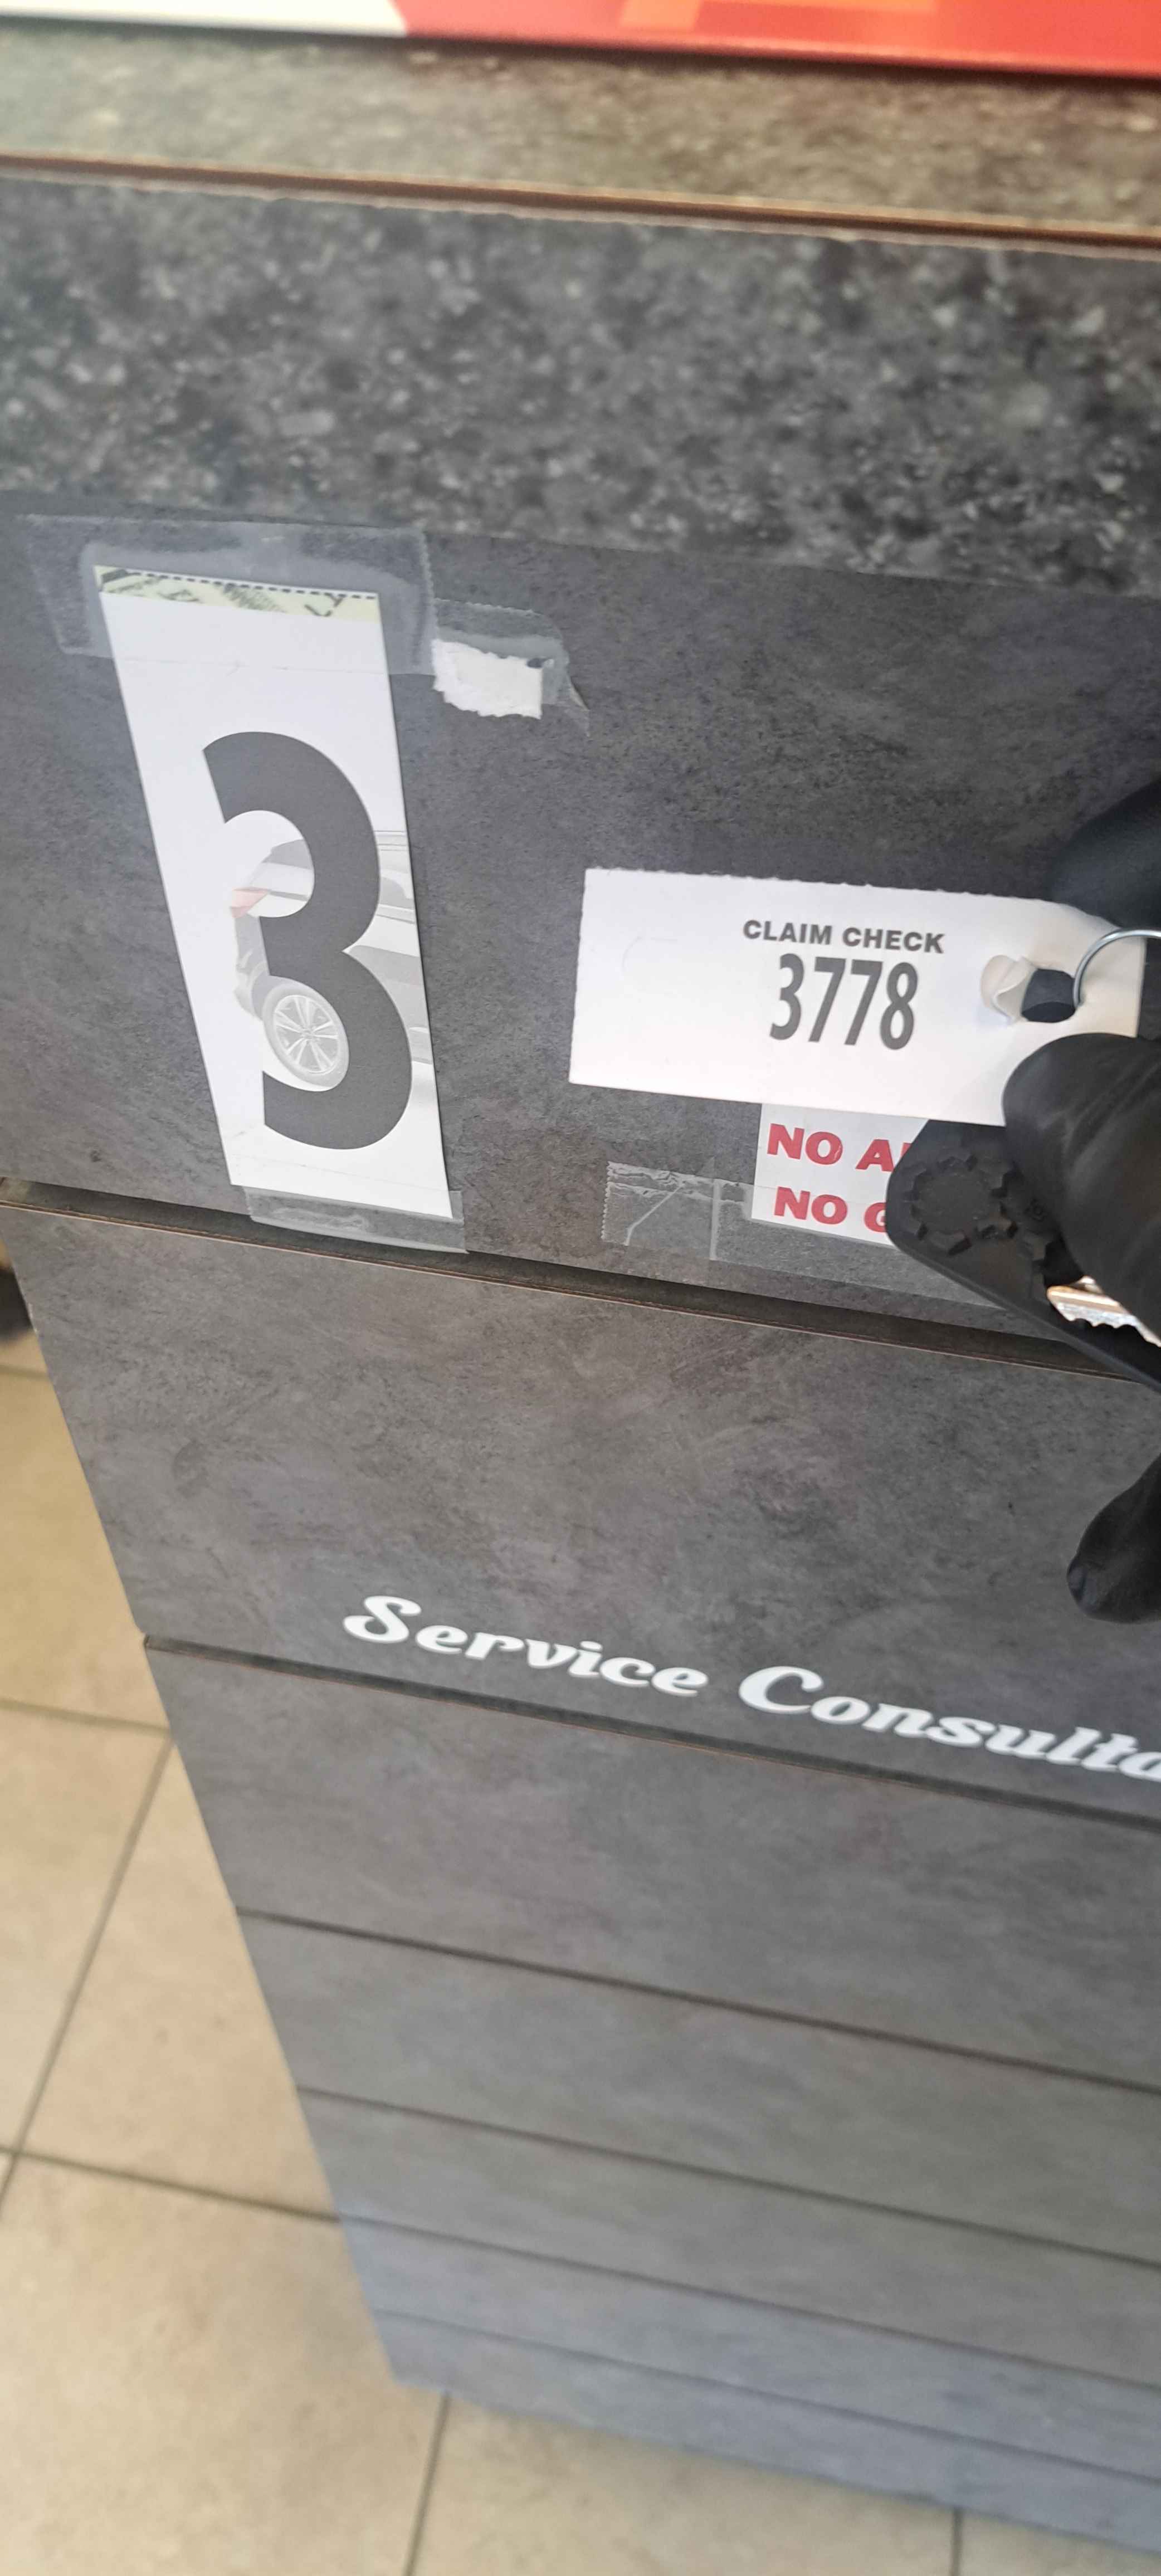 3
CLAIM CHECK
3778
NO
NO
Service